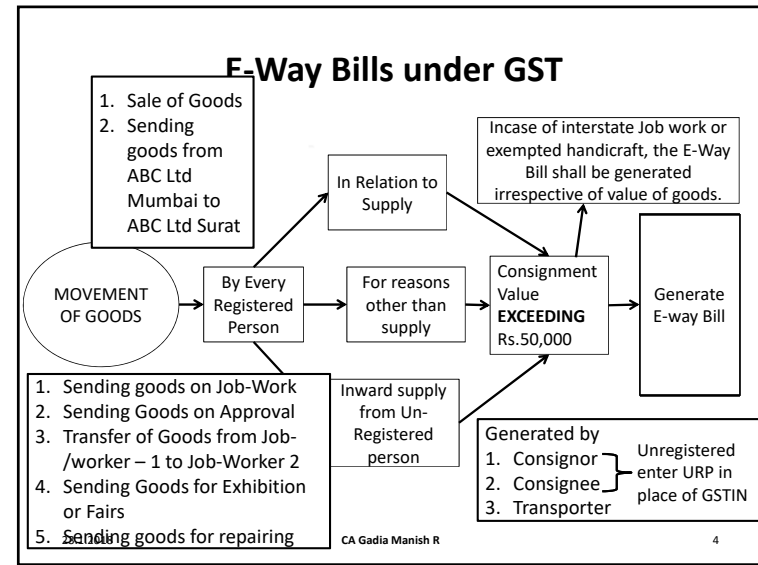 E-Way Bills under GST
1. Sale of Goods
2. Sending
goods from
ABC Ltd
Mumbai to
ABC Ltd Surat
Incase of interstate Job work or
exempted handicraft, the E-Way
Bill shall be generated
irrespective of value of goods.
In Relation to
Supply
MOVEMENT
OF GOODS
By Every
Registered
Person
For reasons
other than
supply
Consignment
Value
EXCEEDING
Rs.50,000
Generate
E-way Bill
1. Sending goods on Job-Work
2. Sending Goods on Approval
3. Transfer of Goods from Job-
/worker – 1 to Job-Worker 2
4. Sending Goods for Exhibition
or Fairs
5. Sending goods for repairing
Inward supply
from Un-
Registered
person
Generated by
1. Consignor
2. Consignee
3. Transporter
Unregistered
enter URP in
place of GSTIN
CA Gadia Manish R
4